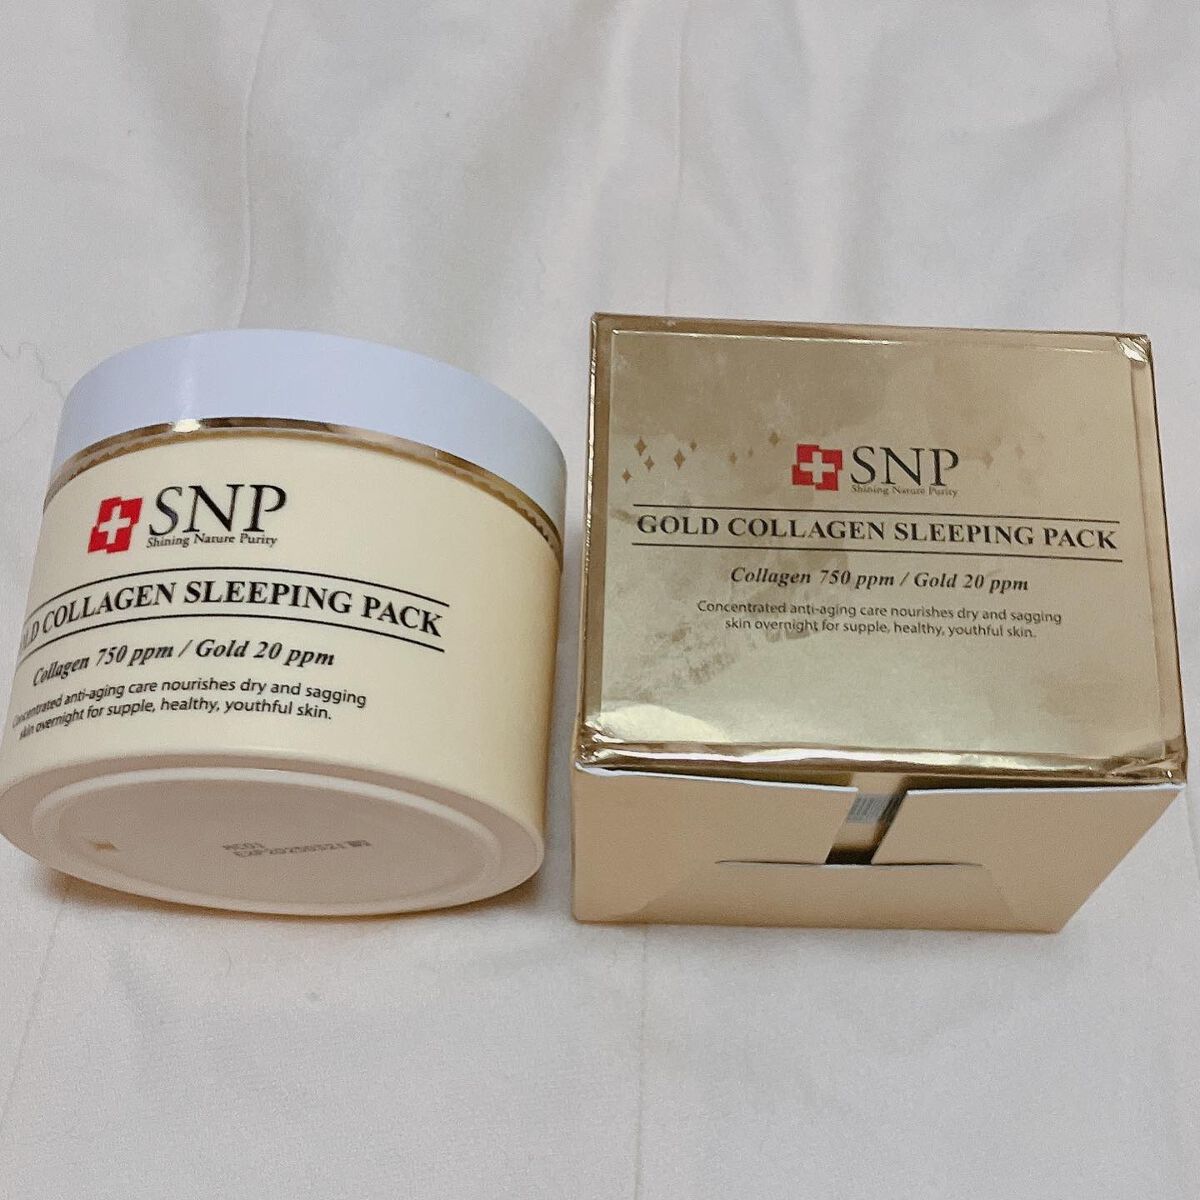 SNP
Shining Nature Purity
COLLAGEN SLEEPING PACK
Collagen 750 ppm / Gold 20 ppm
Concentrated anti-aging care nourishes dry and sagging
skin overnight for supple, healthy, youthful skin.
SNP
Shining Nature Purity
GOLD COLLAGEN SLEEPING PACK
Collagen 750 ppm / Gold 20 ppm
Concentrated anti-aging care nourishes dry and sagging
skin overnight for supple, healthy, youthful skin.